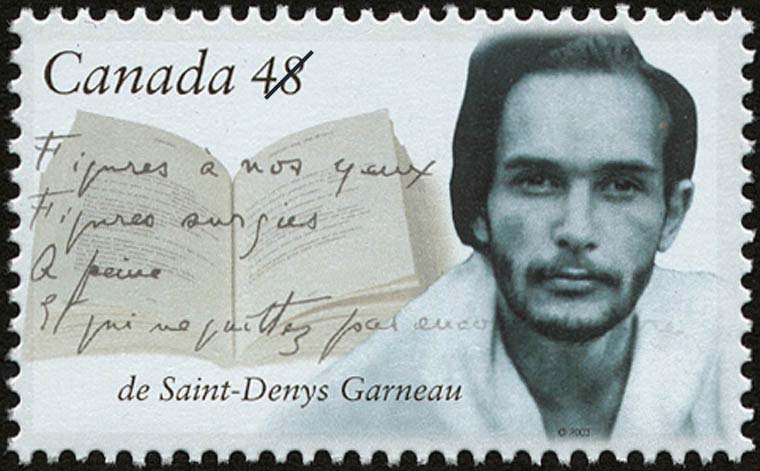 Canada 48
Figures à nos yeux
Figures surgies
A peine
Et qui ne quittez pas encore
de Saint-Denys Garneau
© 2003